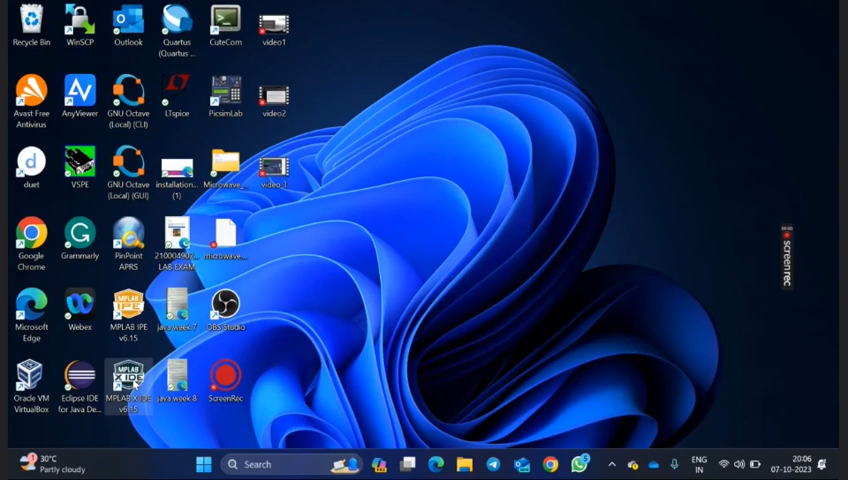 Recycle Bin
WinSCP
Outlook
Quartus
(Quartus ...
CuteCom
video1
Avast Free
Antivirus
AnyViewer
GNU Octave
(Local) (CLI)
LTspice
PicsimLab
video2
duet
VSPE
GNU Octave
(Local) (GUI)
installation...
(1)
Microwave_...
video_3
Google
Chrome
Grammarly
PinPoint
APRS
LAB EXAM
microwave...
Microsoft
Edge
Webex
MPLAB
IPE
MPLAB IPE
v6.15
java week 7
OBS Studio
Oracle VM
VirtualBox
Eclipse IDE
for Java De...
MPLAB
X IDE
MPLAB X IDE
v6.15
java week 8
ScreenRec
screenrec
30°C
Partly cloudy
Search
ENG
IN
20:06
07-10-2023